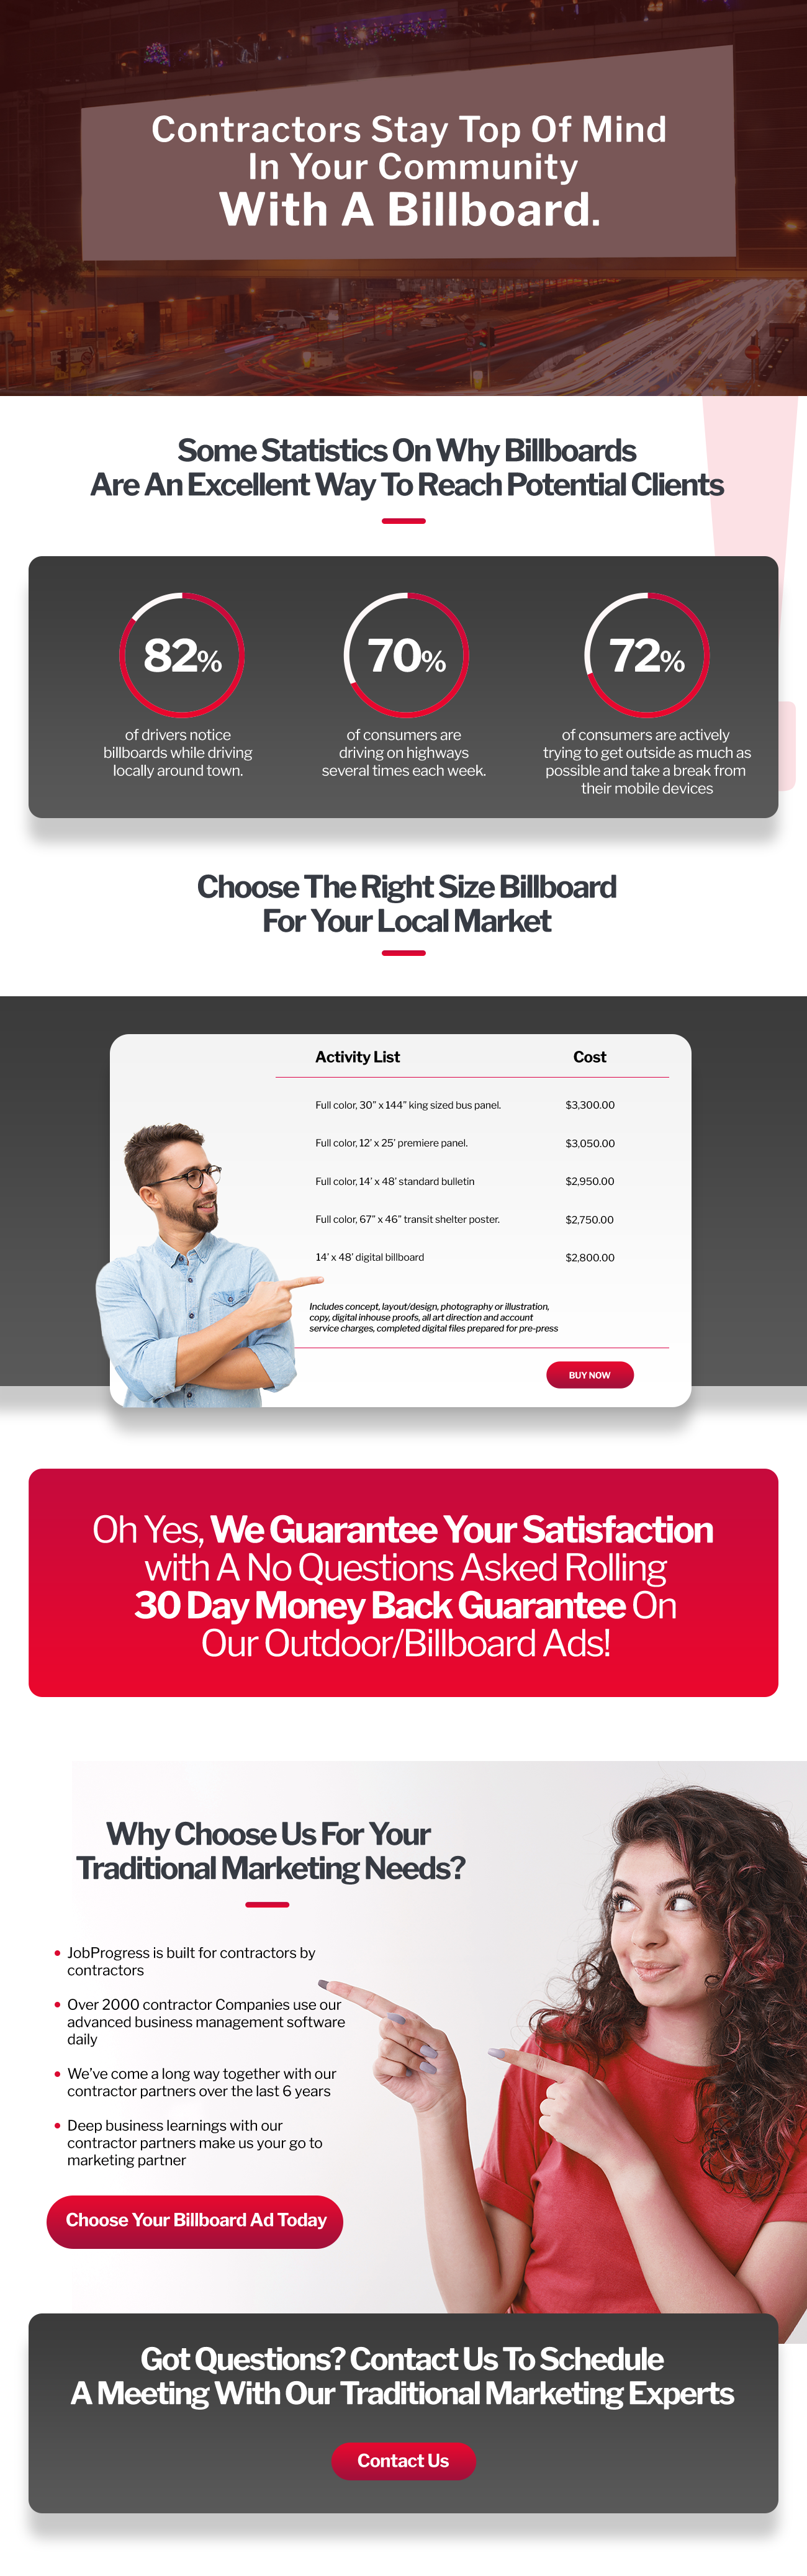 Contractors Stay Top Of Mind
In Your Community
With A Billboard.
Some Statistics On Why Billboards
Are An Excellent Way To Reach Potential Clients
82%
of drivers notice
billboards while driving
locally around town.
70%
of consumers are
driving on highways
several times each week.
72%
of consumers are actively
trying to get outside as much as
possible and take a break from
their mobile devices
Choose The Right Size Billboard
For Your Local Market
Activity List Cost
Full color, 30" x 144" king sized bus panel. $3,300.00
Full color, 12' x 25' premiere panel. $3,050.00
Full color, 14' x 48' standard bulletin $2,950.00
Full color, 67" x 46" transit shelter poster. $2,750.00
14' x 48' digital billboard $2,800.00
Includes concept, layout/design, photography or illustration,
copy, digital inhouse proofs, all art direction and account
service charges, completed digital files prepared for pre-press
BUY NOW
Oh Yes, We Guarantee Your Satisfaction
with A No Questions Asked Rolling
30 Day Money Back Guarantee On
Our Outdoor/Billboard Ads!
Why Choose Us For Your
Traditional Marketing Needs?
• JobProgress is built for contractors by
contractors
• Over 2000 contractor Companies use our
advanced business management software
daily
• We've come a long way together with our
contractor partners over the last 6 years
• Deep business learnings with our
contractor partners make us your go to
marketing partner
Choose Your Billboard Ad Today
Got Questions? Contact Us To Schedule
A Meeting With Our Traditional Marketing Experts
Contact Us